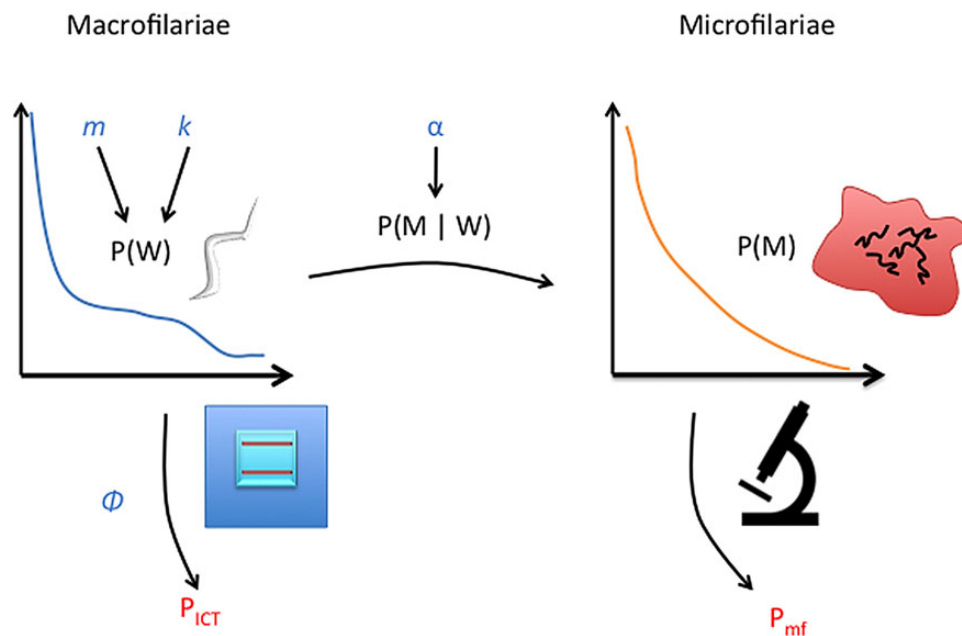 Macrofilariae
Microfilariae
m k
α
P(W)
P(M | W)
P(M)
Φ
P_ICT
P_mf